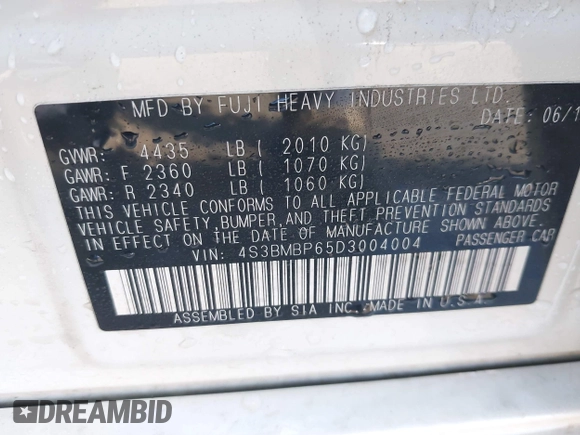 MFD BY FUJI HEAVY INDUSTRIES LTD.
DATE: 06/1
GVWR: 4435 LB ( 2010 KG)
GAWR: F 2360 LB ( 1070 KG)
GAWR: R 2340 LB ( 1060 KG)
THIS VEHICLE CONFORMS TO ALL APPLICABLE FEDERAL MOTOR
VEHICLE SAFETY, BUMPER, AND THEFT PREVENTION STANDARDS
IN EFFECT ON THE DATE OF MANUFACTURE SHOWN ABOVE.
VIN: 4S3BMBP65D3004004 PASSENGER CAR
ASSEMBLED BY SIA INC. MADE IN U.S.A.
DREAMBID